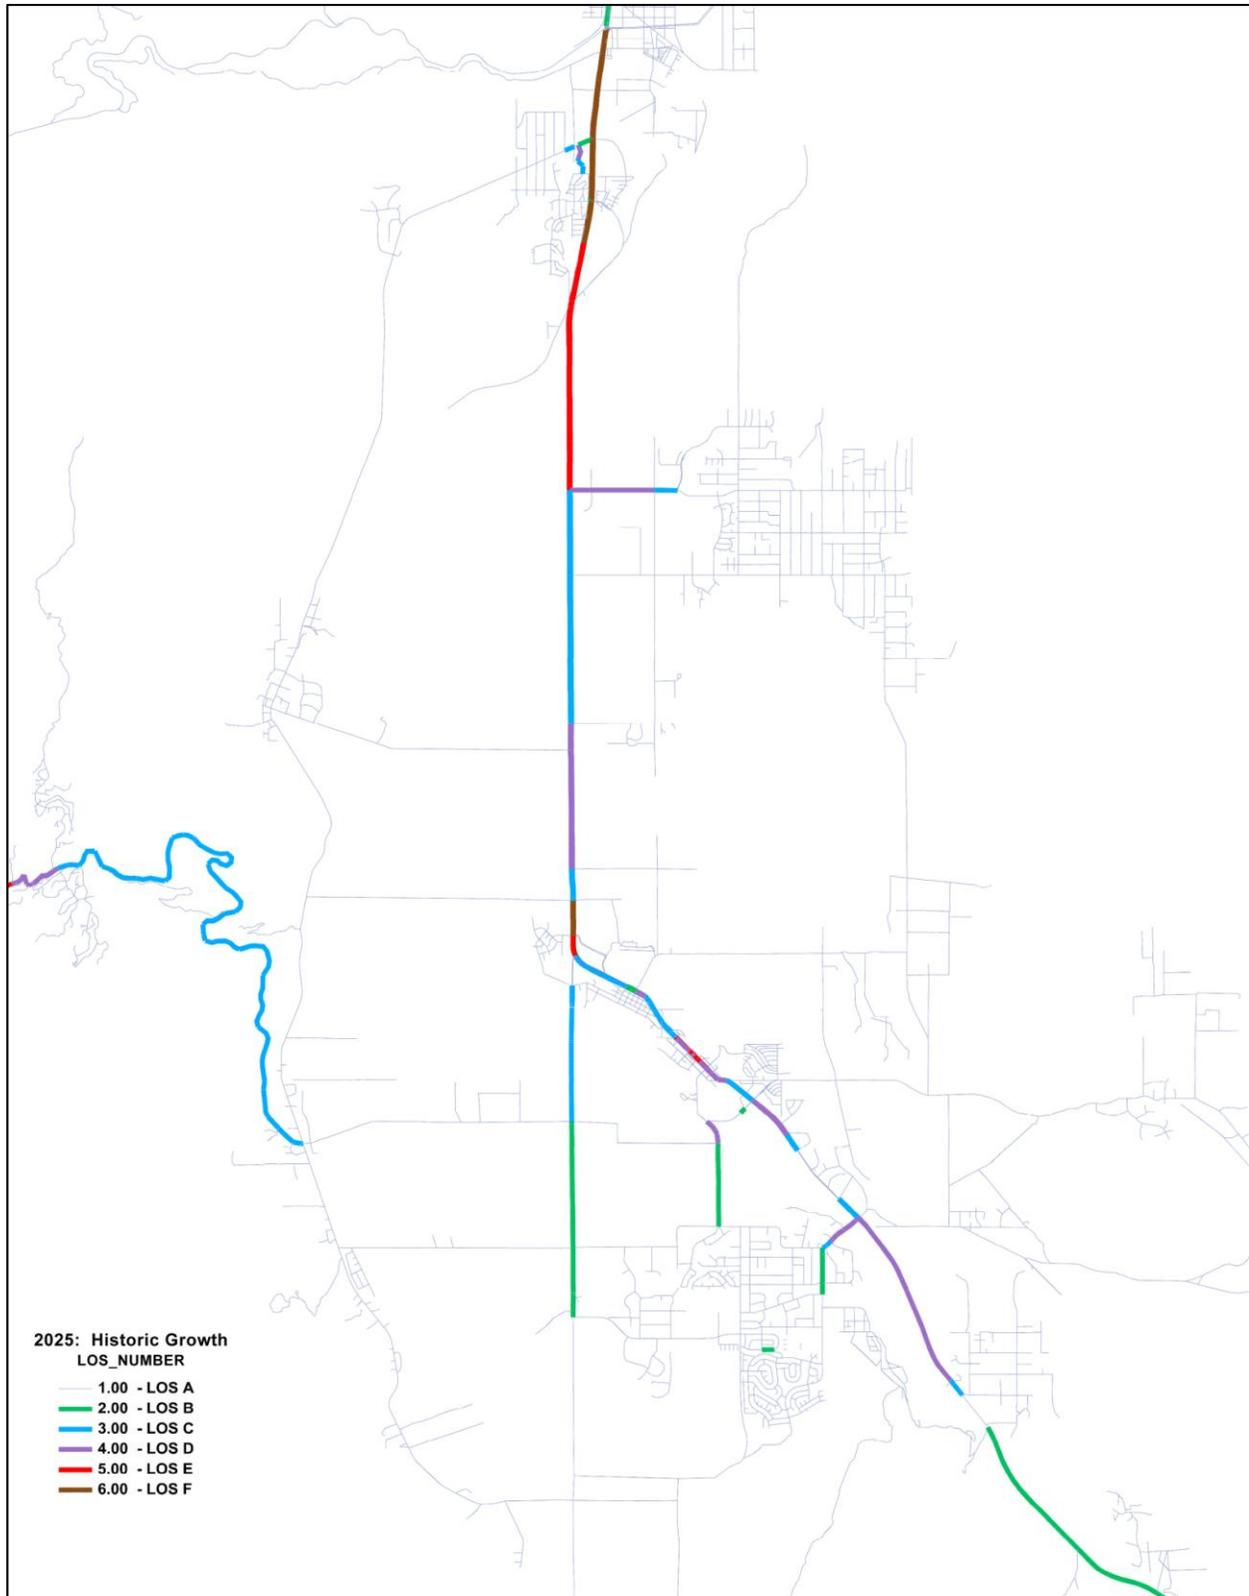 2025: Historic Growth
LOS_NUMBER
1.00 - LOS A
2.00 - LOS B
3.00 - LOS C
4.00 - LOS D
5.00 - LOS E
6.00 - LOS F